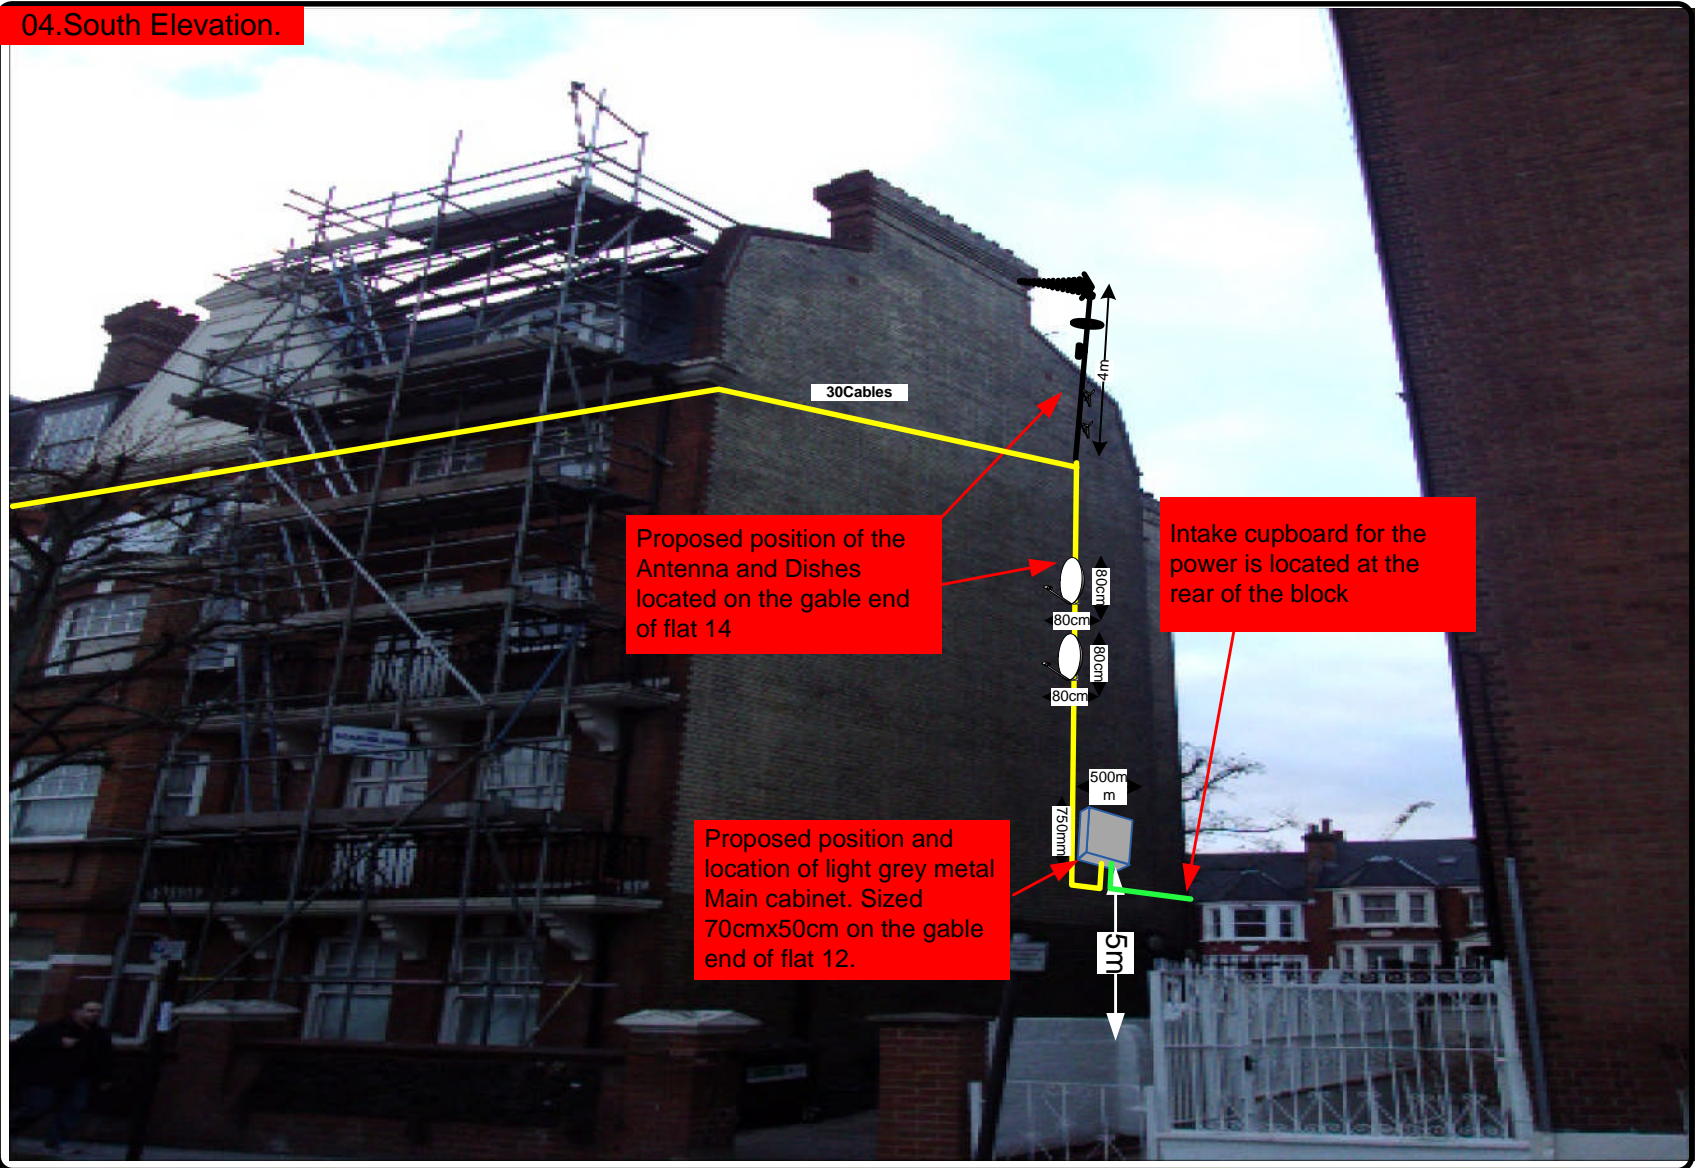 04.South Elevation.
30Cables
4m
Proposed position of the
Antenna and Dishes
located on the gable end
of flat 14
Intake cupboard for the
power is located at the
rear of the block
80cm
80cm
80cm
80cm
500m
m
750mm
Proposed position and
location of light grey metal
Main cabinet. Sized
70cmx50cm on the gable
end of flat 12.
5m